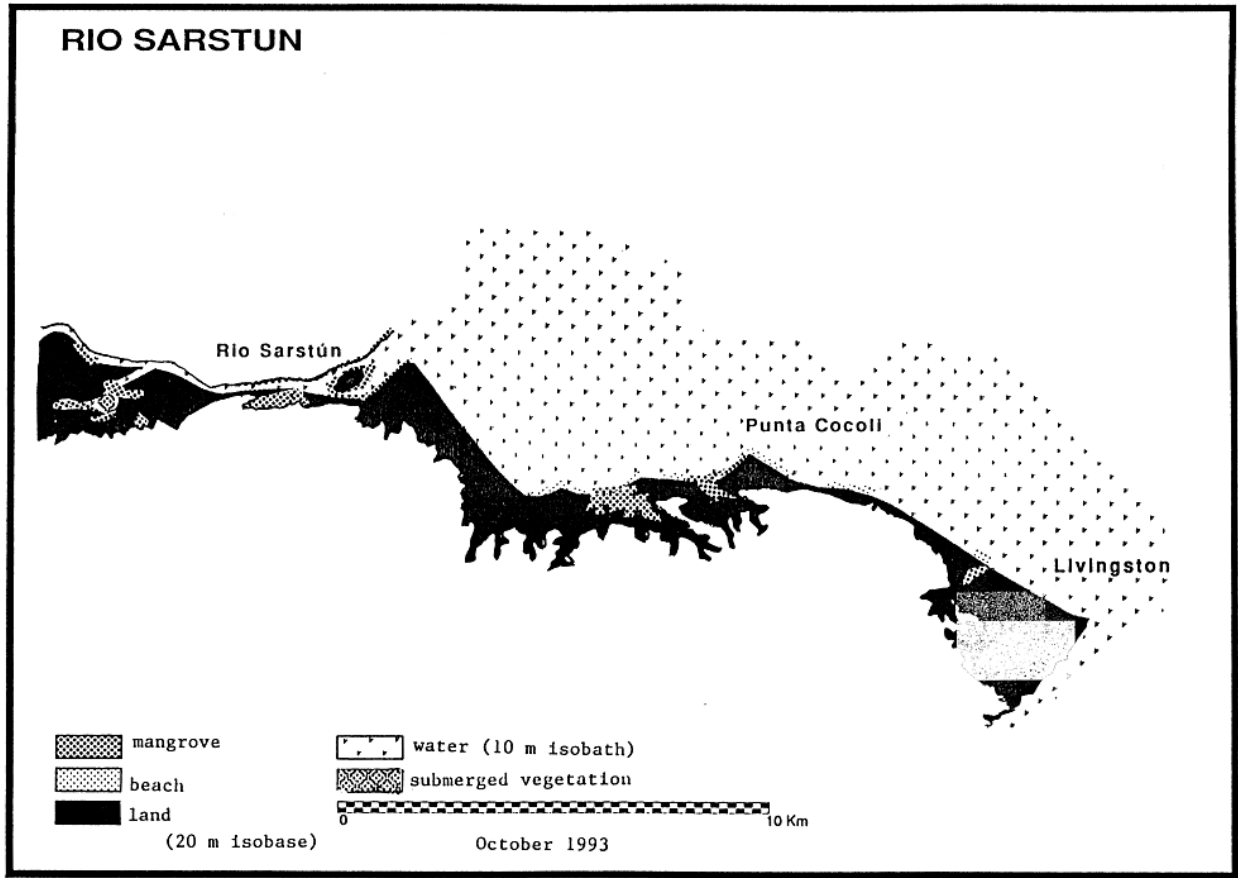 RIO SARSTUN
Rio Sarstún
Punta Cocoli
Livingston
mangrove
beach
land
(20 m isobase)
water (10 m isobath)
submerged vegetation
0
10 Km
October 1993